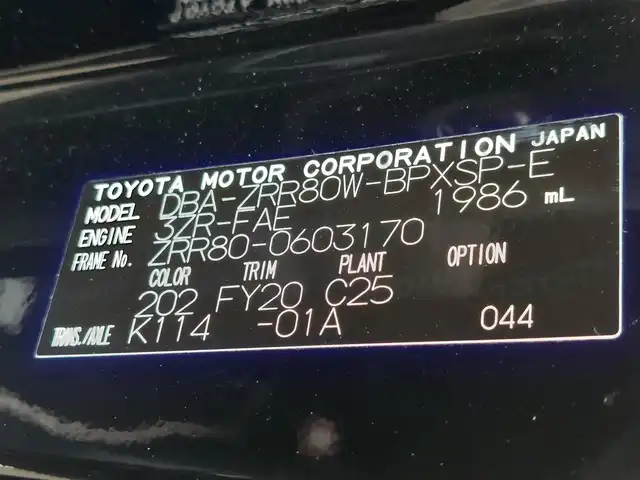 TOYOTA MOTOR CORPORATION JAPAN
MODEL DBA-ZRR80W-BPXSP-E
ENGINE 3ZR-FAE 1986 mL
FRAME No. ZRR80-0603170
COLOR TRIM PLANT OPTION
202 FY20 C25
TRANS./AXLE K114 -01A 044